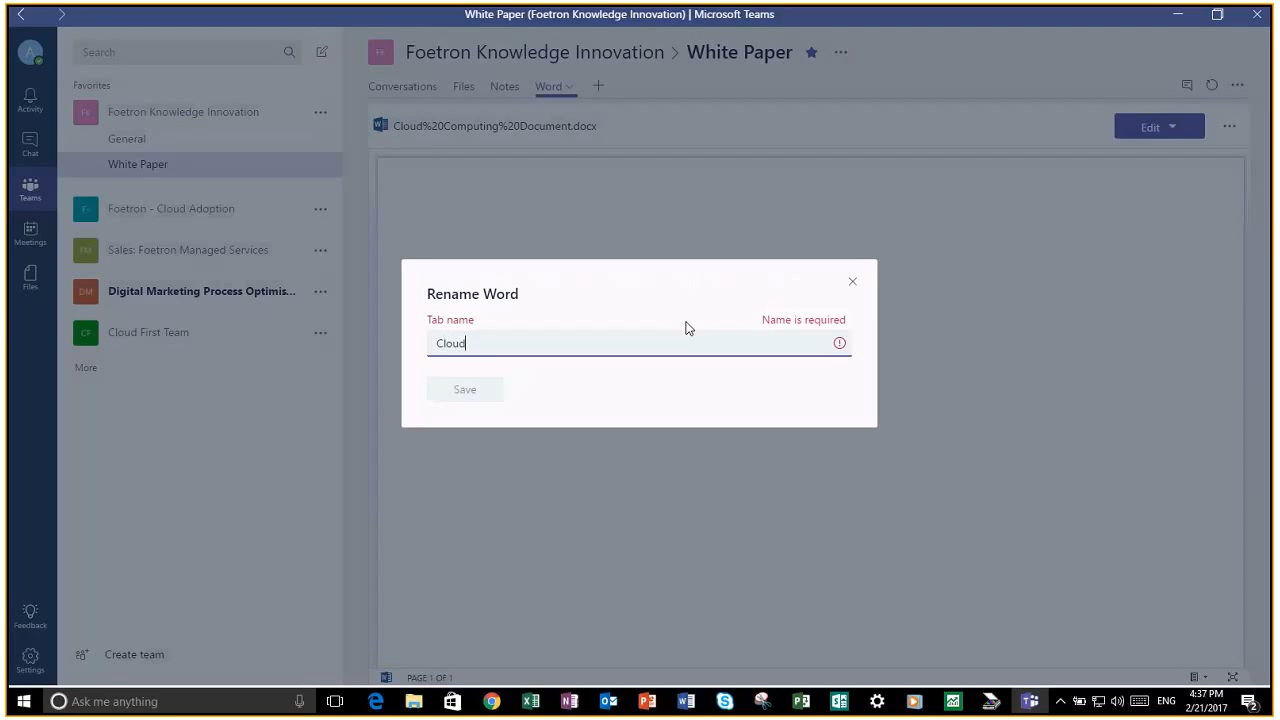 White Paper (Foetron Knowledge Innovation) | Microsoft Teams
A
Search
FK
Foetron Knowledge Innovation > White Paper
Favorites
Conversations Files Notes Word
Activity
Foetron Knowledge Innovation
Cloud%20Computing%20Document.docx
Edit
General
Chat
White Paper
Teams
Foetron - Cloud Adoption
Meetings
Sales: Foetron Managed Services
Files
DM
Digital Marketing Process Optimis...
CF
Cloud First Team
More
Rename Word
Tab name
Name is required
Cloud
Save
Feedback
Create team
Settings
PAGE 1 OF 1
Ask me anything
ENG
4:37 PM
2/21/2017
2